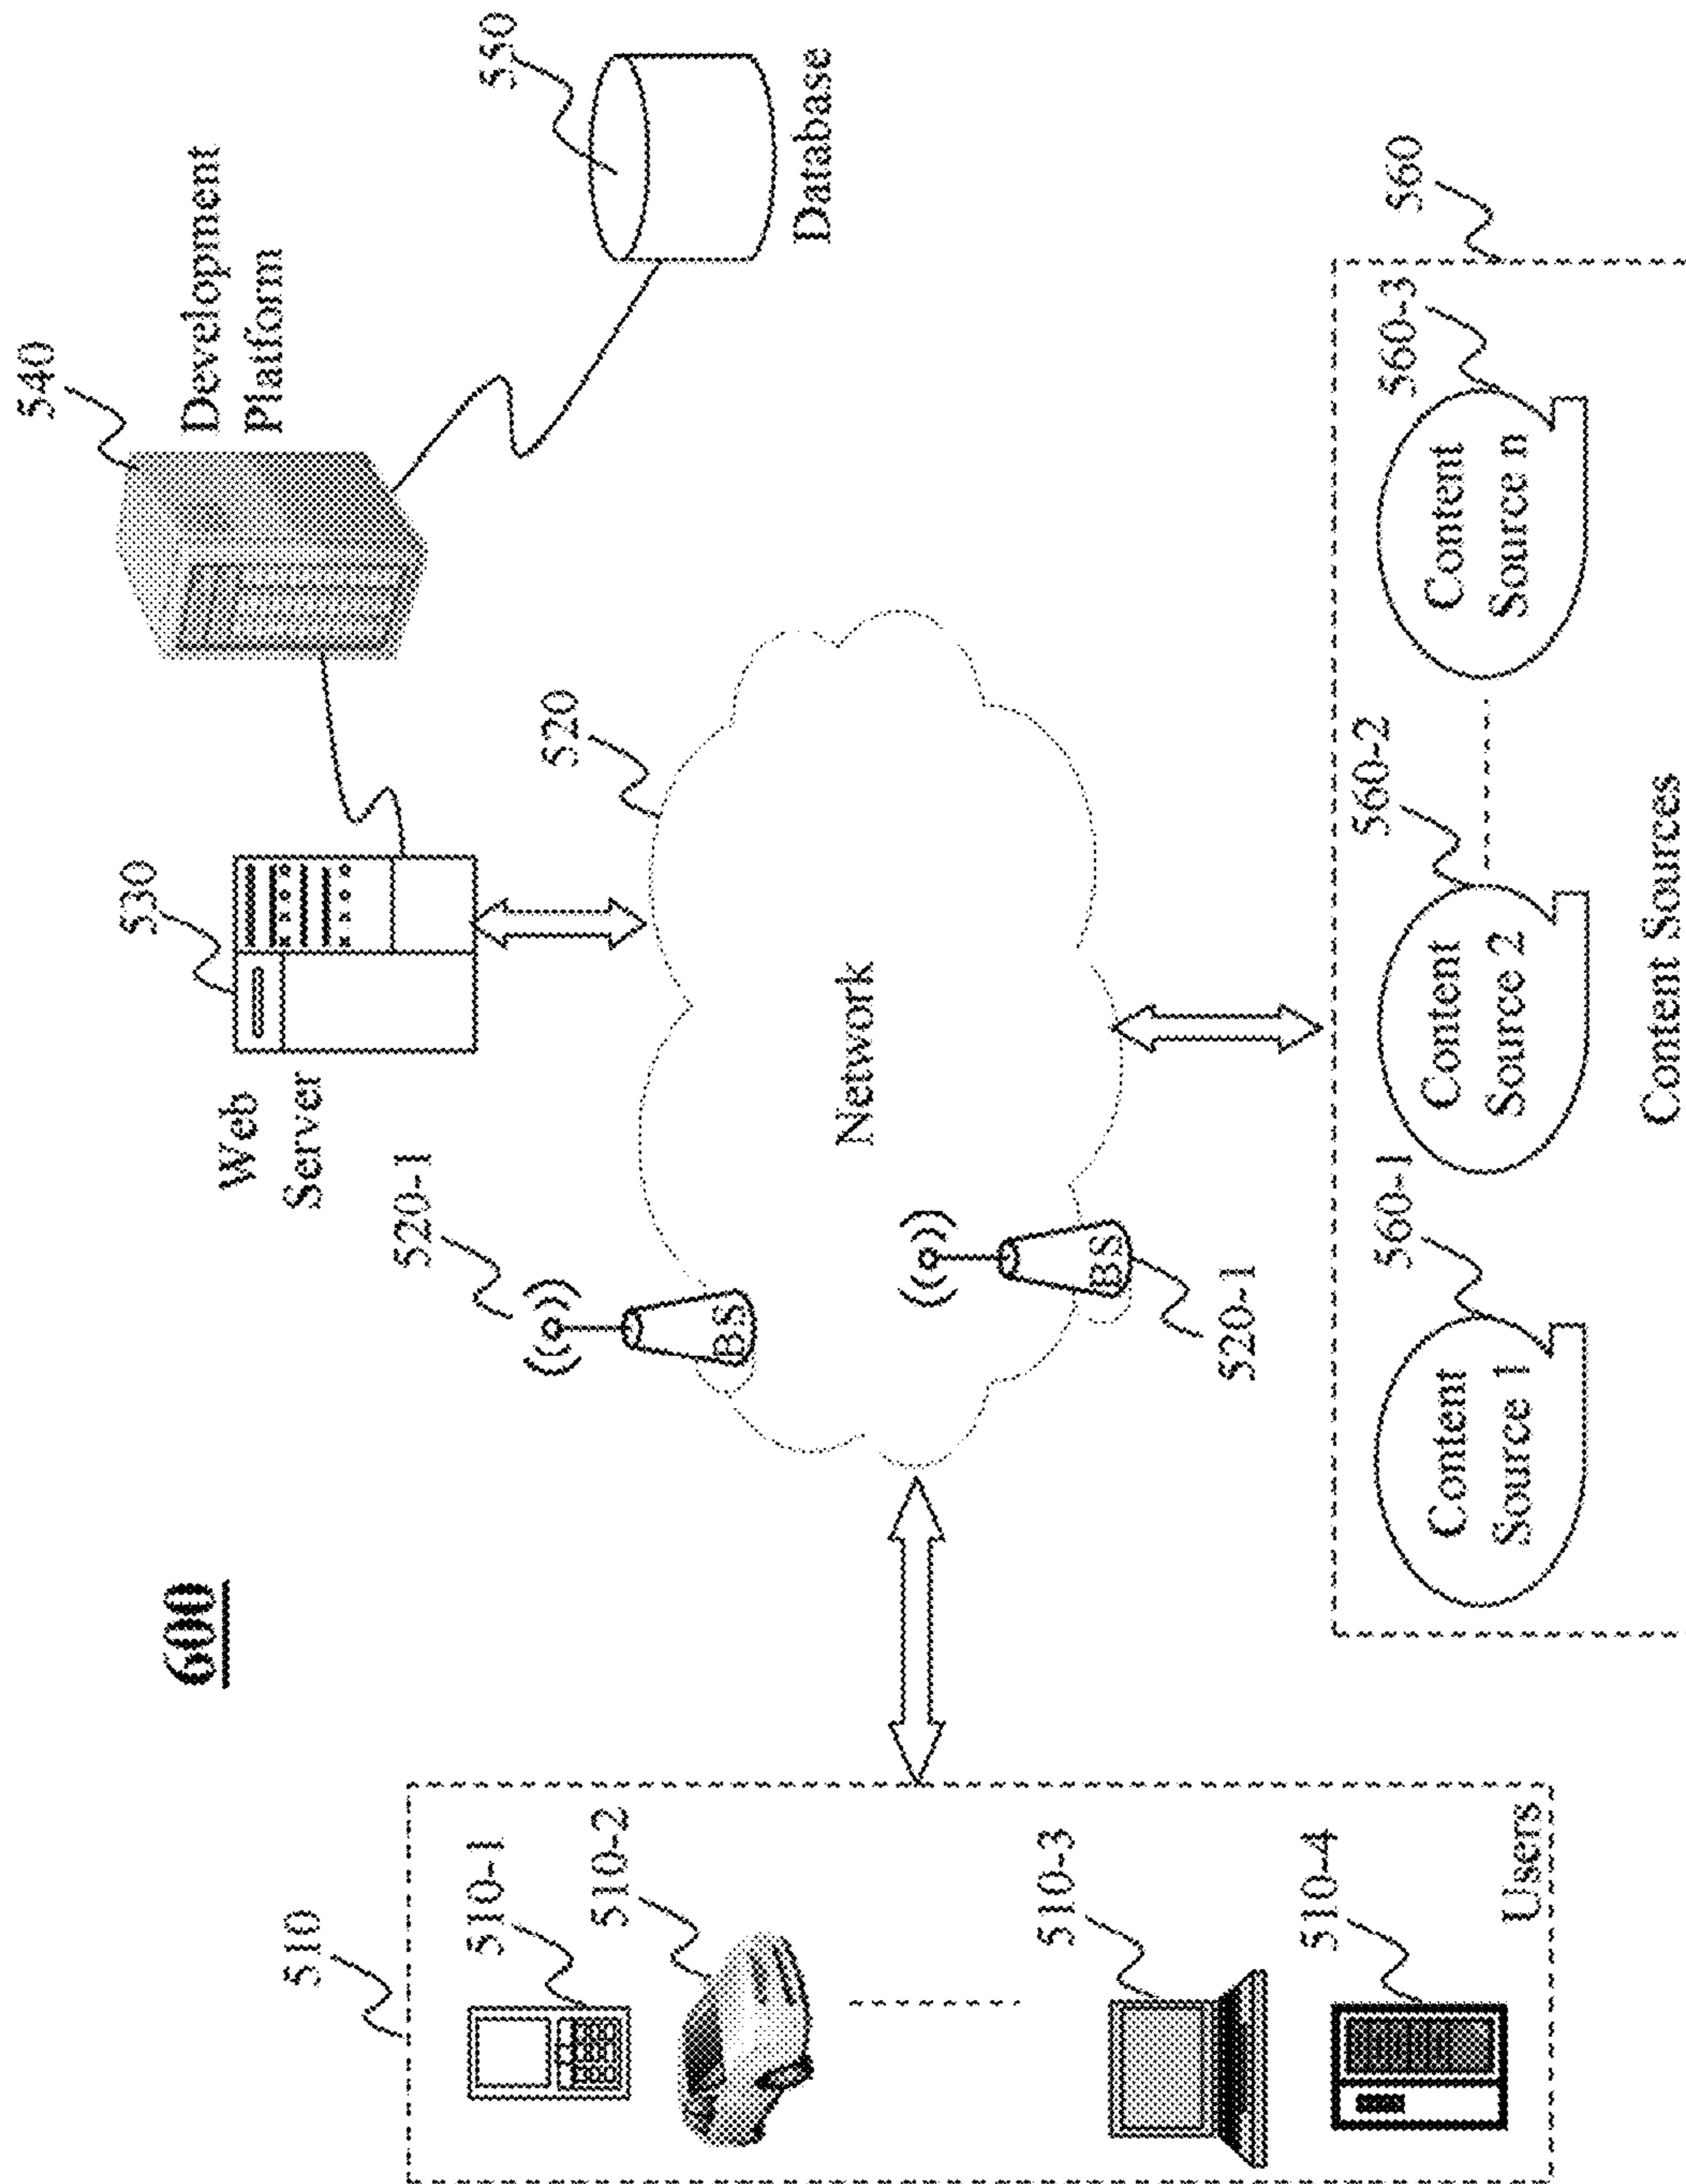 600
540
Development
Platform
530
Web
Server
550
Database
520-1
520
510
510-1
510-2
BS
Network
BS
520-1
510-3
510-4
Users
560
560-1
560-2
560-3
Content
Source 1
Content
Source 2
Content
Source n
Content Sources